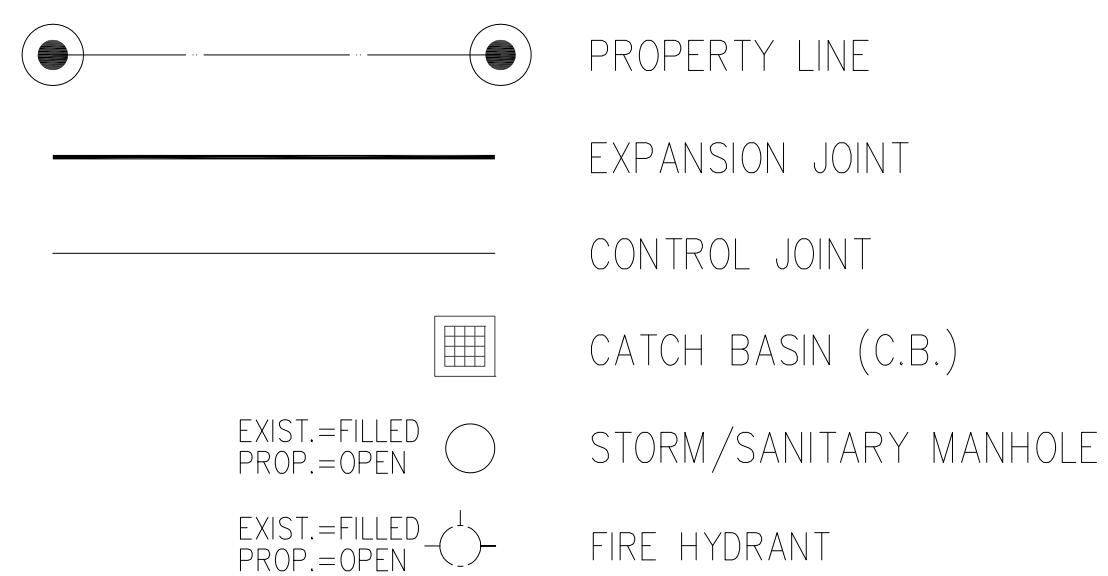 PROPERTY LINE
EXPANSION JOINT
CONTROL JOINT
CATCH BASIN (C.B.)
EXIST.=FILLED
PROP.=OPEN
STORM/SANITARY MANHOLE
EXIST.=FILLED
PROP.=OPEN
FIRE HYDRANT